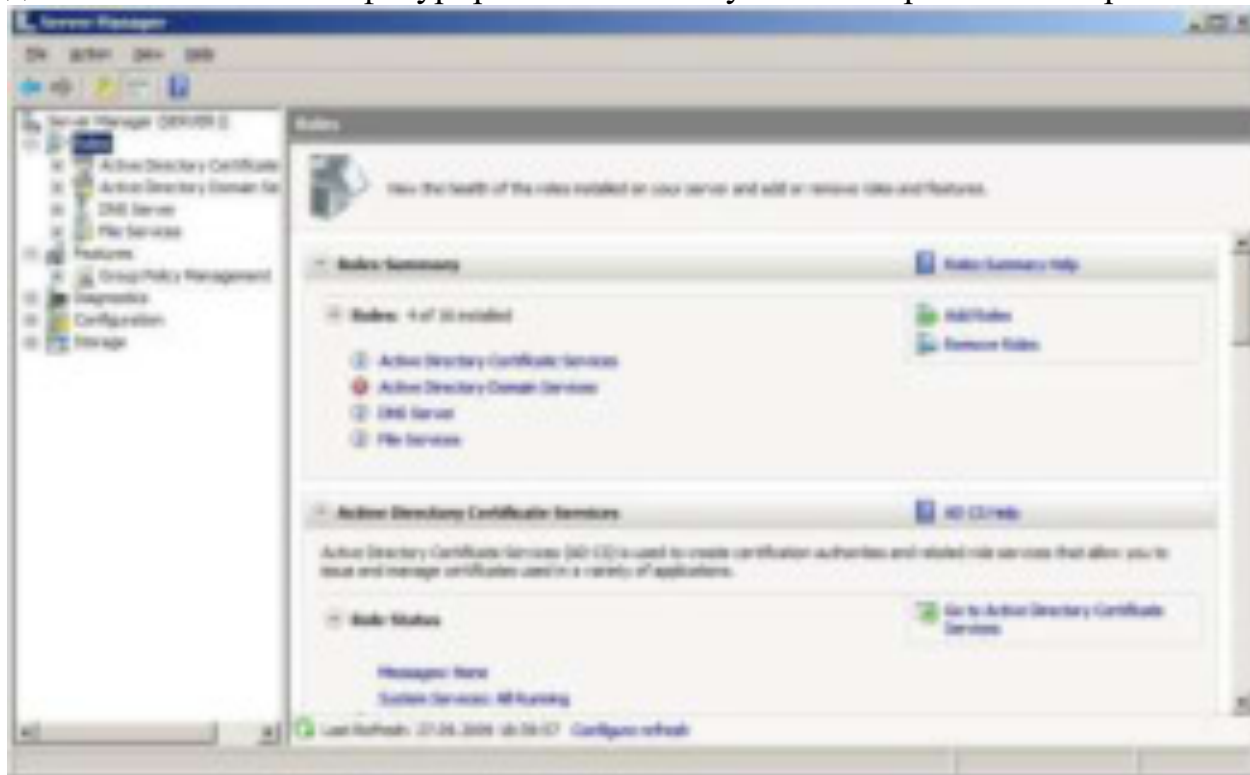 Server Manager
File Action View Help
Server Manager (SERVER1)
Roles
Active Directory Certificate
Active Directory Domain Se
DNS Server
File Services
Features
Group Policy Management
Diagnostics
Configuration
Storage
Roles
View the health of the roles installed on your server and add or remove roles and features.
Roles Summary
Roles Summary Help
Roles: 4 of 16 installed
Add Roles
Remove Roles
Active Directory Certificate Services
Active Directory Domain Services
DNS Server
File Services
Active Directory Certificate Services
AD CS Help
Active Directory Certificate Services (AD CS) is used to create certification authorities and related role services that allow you to
issue and manage certificates used in a variety of applications.
Role Status
Go to Active Directory Certificate
Services
Messages: None
System Services: All Running
Last Refresh: Configure refresh